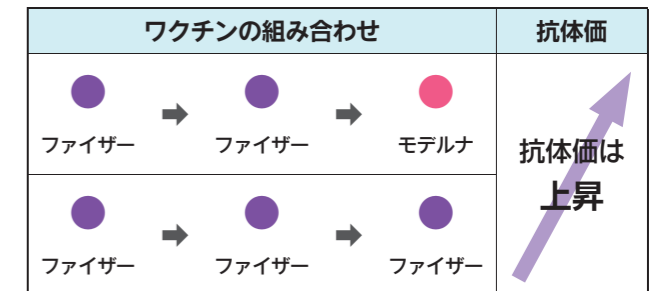 ワクチンの組み合わせ 抗体価
ファイザー ファイザー モデルナ
抗体価は
上昇
ファイザー ファイザー ファイザー